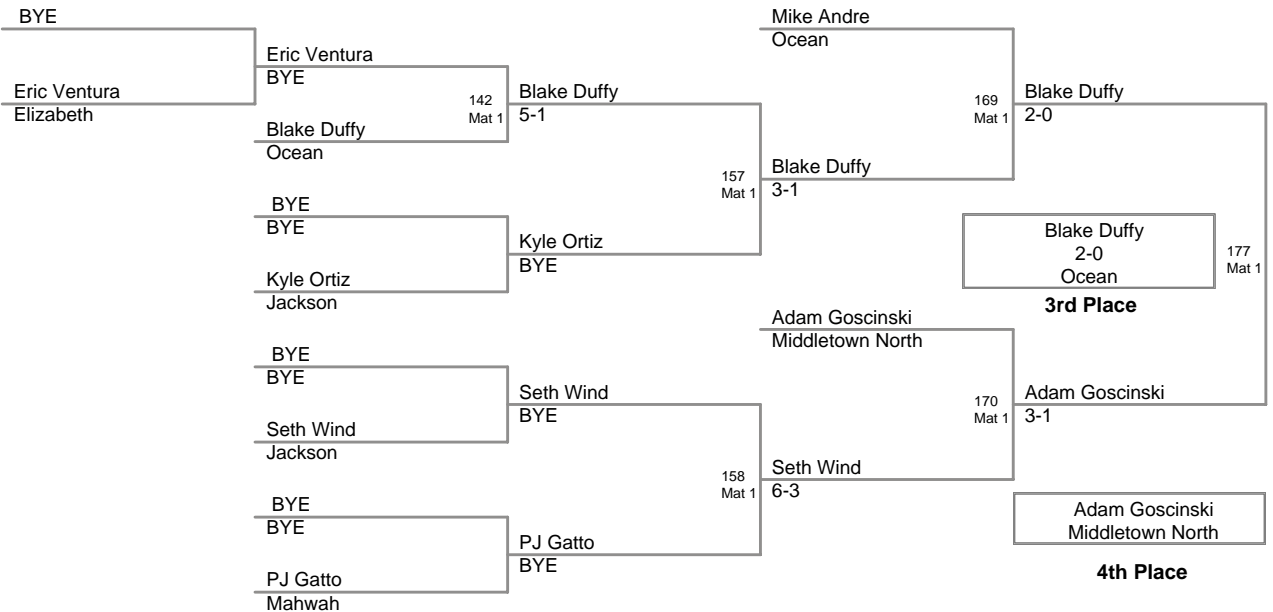 BYE
Eric Ventura
Elizabeth
Eric Ventura
BYE
Blake Duffy
Ocean
BYE
BYE
Kyle Ortiz
Jackson
BYE
BYE
Seth Wind
Jackson
BYE
BYE
PJ Gatto
Mahwah
142
Mat 1
Blake Duffy
5-1
Kyle Ortiz
BYE
Seth Wind
BYE
PJ Gatto
BYE
157
Mat 1
158
Mat 1
Mike Andre
Ocean
Blake Duffy
3-1
Adam Goscinski
Middletown North
Seth Wind
6-3
169
Mat 1
170
Mat 1
Blake Duffy
2-0
Adam Goscinski
3-1
177
Mat 1
Blake Duffy
2-0
Ocean
3rd Place
Adam Goscinski
Middletown North
4th Place